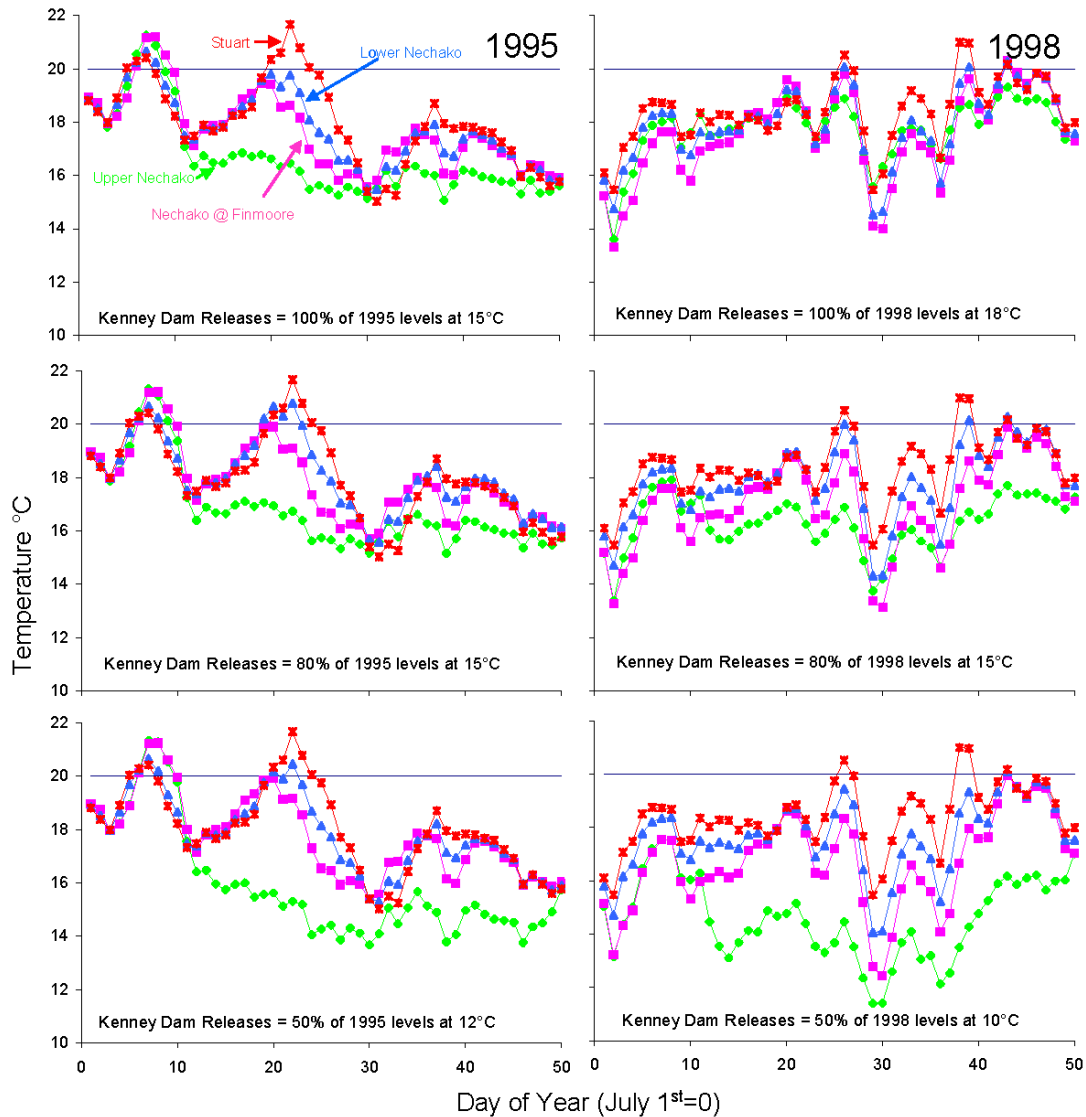 22
20
18
16
14
12
10
1995
Stuart
Lower Nechako
Upper Nechako
Nechako @ Finmoore
Kenney Dam Releases = 100% of 1995 levels at 15°C
1998
Kenney Dam Releases = 100% of 1998 levels at 18°C
Temperature °C
22
20
18
16
14
12
10
Kenney Dam Releases = 80% of 1995 levels at 15°C
Kenney Dam Releases = 80% of 1998 levels at 15°C
22
20
18
16
14
12
10
Kenney Dam Releases = 50% of 1995 levels at 12°C
Kenney Dam Releases = 50% of 1998 levels at 10°C
0 10 20 30 40 50
0 10 20 30 40 50
Day of Year (July 1st=0)